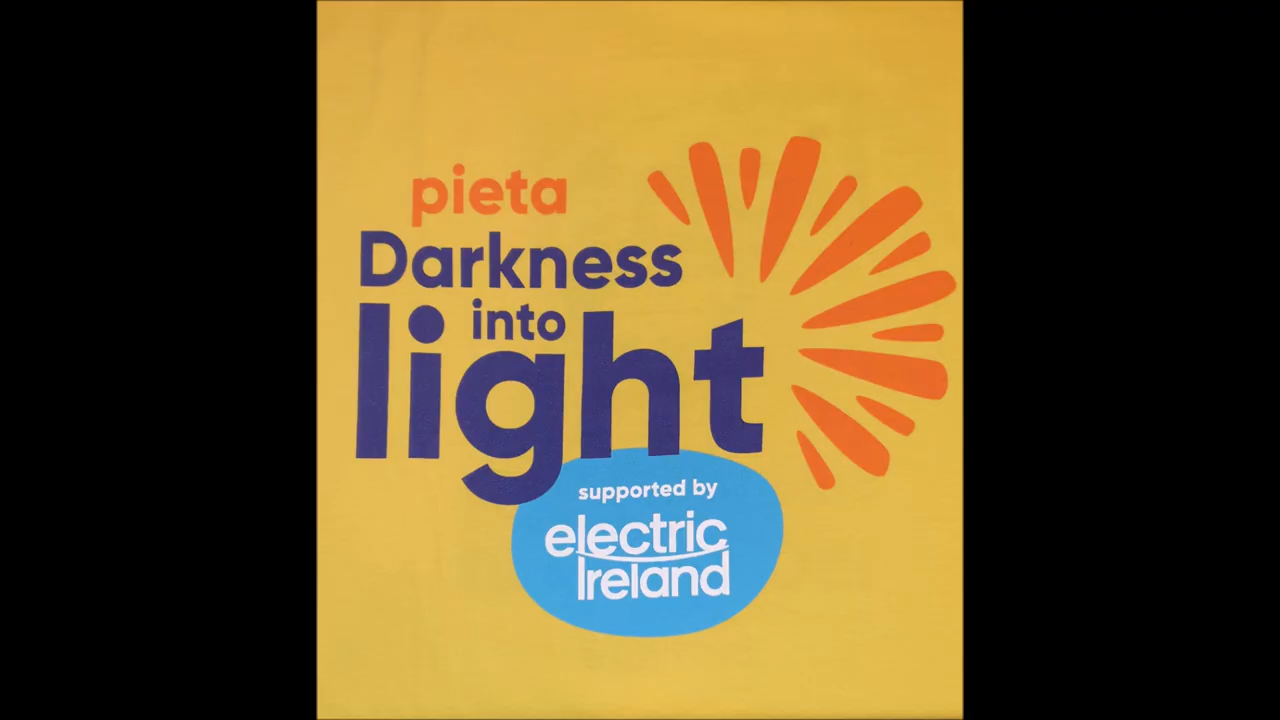 pieta
Darkness
into
light
supported by
electric
Ireland